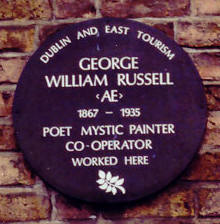 DUBLIN AND EAST TOURISM
GEORGE
WILLIAM RUSSELL
‹AE›
1867 – 1935
POET MYSTIC PAINTER
CO-OPERATOR
WORKED HERE